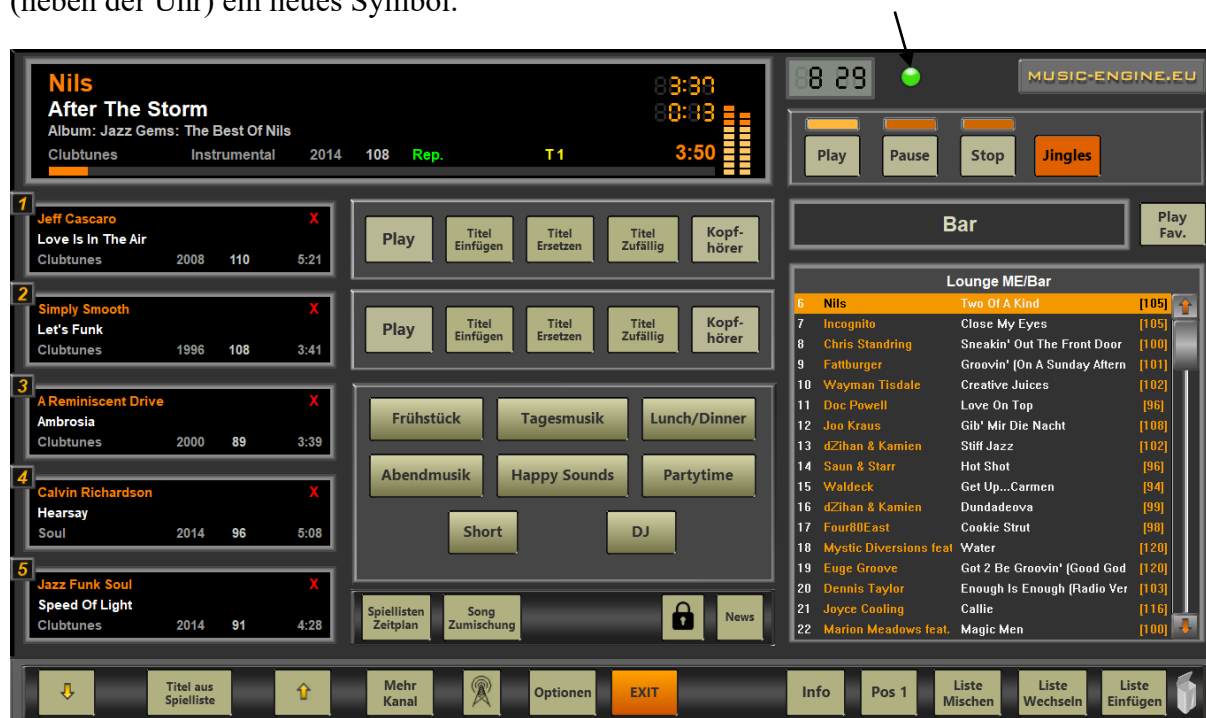 (neben der Uhr) ein neues Symbol.
Nils
After The Storm
Album: Jazz Gems: The Best Of Nils
Clubtunes Instrumental 2014 108 Rep. T1 3:50
3:38
0:13
8 29
MUSIC-ENGINE.EU
Play Pause Stop Jingles
1
Jeff Cascaro X
Love Is In The Air
Clubtunes 2008 110 5:21
Play Titel Einfügen Titel Ersetzen Titel Zufällig Kopf-hörer
Bar
Play Fav.
2
Simply Smooth X
Let's Funk
Clubtunes 1996 108 3:41
Play Titel Einfügen Titel Ersetzen Titel Zufällig Kopf-hörer
3
A Reminiscent Drive X
Ambrosia
Clubtunes 2000 89 3:39
4
Calvin Richardson X
Hearsay
Soul 2014 96 5:08
5
Jazz Funk Soul X
Speed Of Light
Clubtunes 2014 91 4:28
Frühstück Tagesmusik Lunch/Dinner
Abendmusik Happy Sounds Partytime
Short DJ
Spiellisten Zeitplan Song Zumischung News
Lounge ME/Bar
6 Nils Two Of A Kind [105]
7 Incognito Close My Eyes [105]
8 Chris Standring Sneakin' Out The Front Door [100]
9 Fattburger Groovin' (On A Sunday Aftern [101]
10 Wayman Tisdale Creative Juices [102]
11 Doc Powell Love On Top [96]
12 Joo Kraus Gib' Mir Die Nacht [108]
13 dZihan & Kamien Stiff Jazz [102]
14 Saun & Starr Hot Shot [96]
15 Waldeck Get Up...Carmen [94]
16 dZihan & Kamien Dundadeova [99]
17 Four80East Cookie Strut [98]
18 Mystic Diversions feat Water [120]
19 Euge Groove Got 2 Be Groovin' (Good God [120]
20 Dennis Taylor Enough Is Enough (Radio Ver [103]
21 Joyce Cooling Callie [116]
22 Marion Meadows feat. Magic Men [100]
Titel aus Spielliste Mehr Kanal Optionen EXIT Info Pos 1 Liste Mischen Liste Wechseln Liste Einfügen